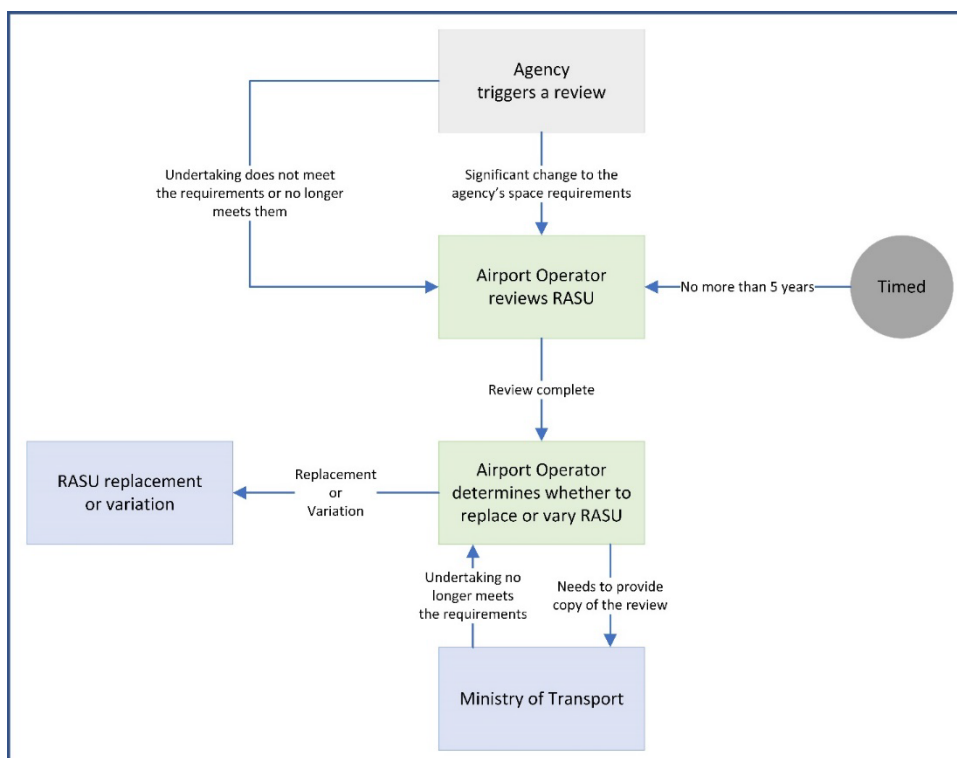 Agency
triggers a review
Undertaking does not meet
the requirements or no longer
meets them
Significant change to the
agency's space requirements
Airport Operator
reviews RASU
No more than 5 years
Timed
Review complete
RASU replacement
or variation
Replacement
or
Variation
Airport Operator
determines whether to
replace or vary RASU
Undertaking no
longer meets
the requirements
Needs to provide
copy of the review
Ministry of Transport